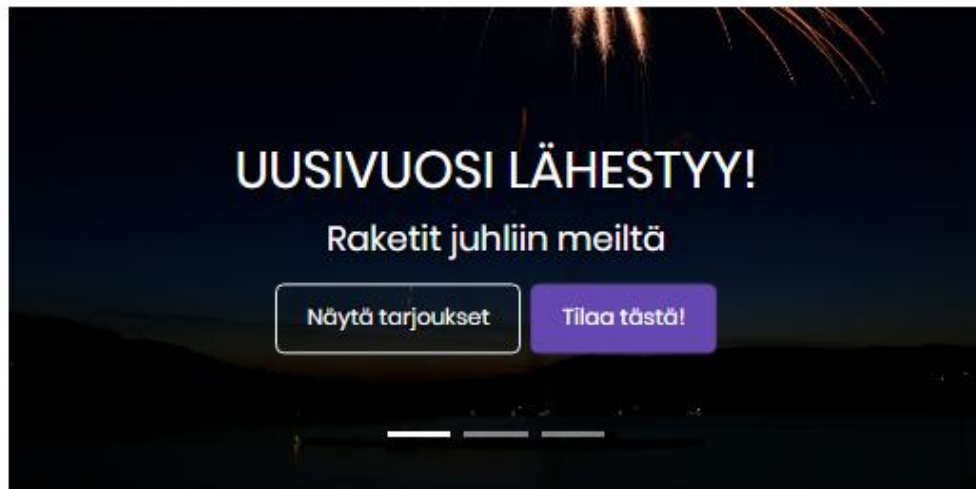 UUSIVUOSI LÄHESTYY!
Raketit juhliin meiltä
Näytä tarjoukset
Tilaa tästä!